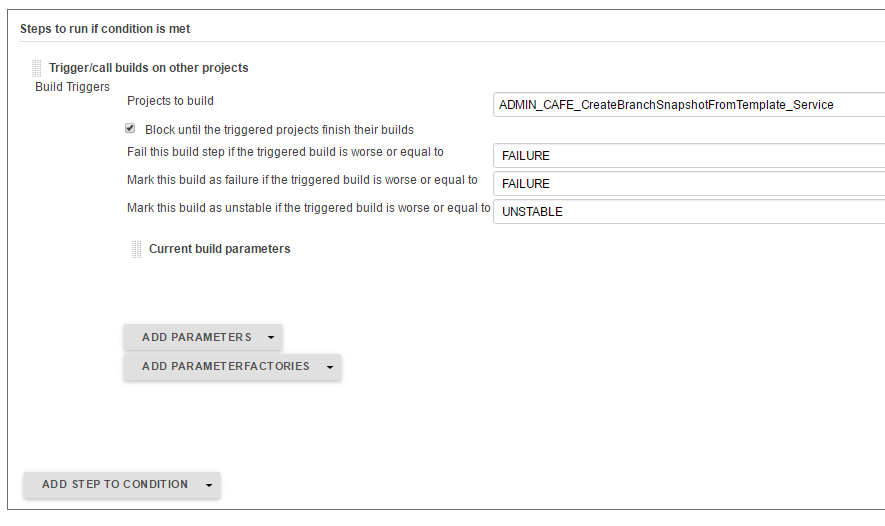 Steps to run if condition is met
Trigger/call builds on other projects
Build Triggers
Projects to build
ADMIN_CAFE_CreateBranchSnapshotFromTemplate_Service
Block until the triggered projects finish their builds
Fail this build step if the triggered build is worse or equal to
FAILURE
Mark this build as failure if the triggered build is worse or equal to
FAILURE
Mark this build as unstable if the triggered build is worse or equal to
UNSTABLE
Current build parameters
ADD PARAMETERS
ADD PARAMETERFACTORIES
ADD STEP TO CONDITION